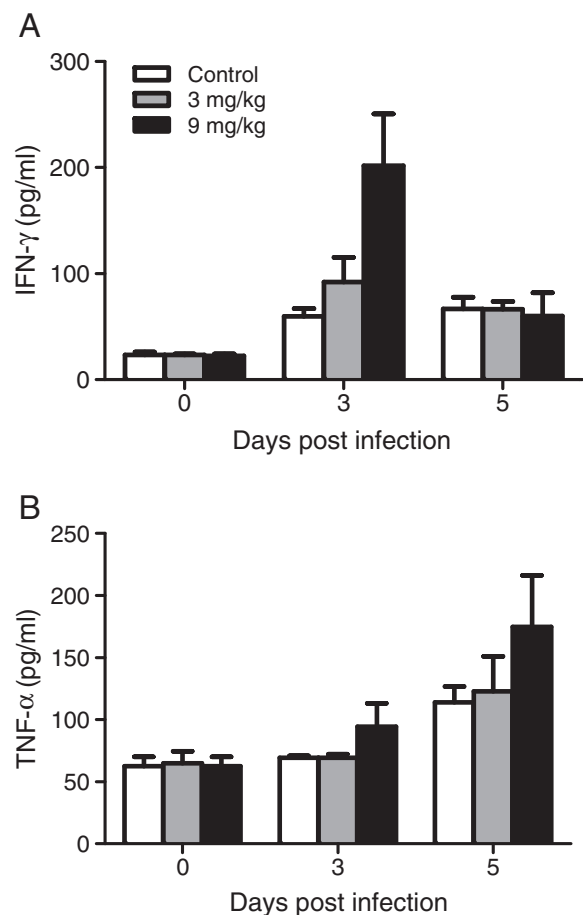 A
300
200
100
0
IFN-γ (pg/ml)
Control
3 mg/kg
9 mg/kg
0 3 5
Days post infection
B
250
200
150
100
50
0
TNF-α (pg/ml)
0 3 5
Days post infection